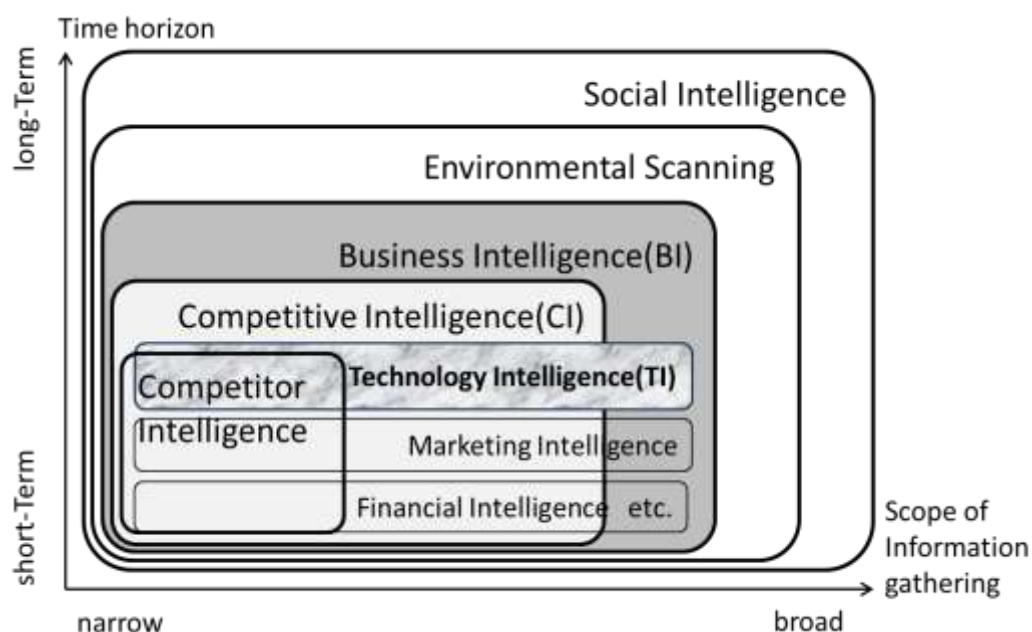 Time horizon
long-Term
Social Intelligence
Environmental Scanning
Business Intelligence(BI)
Competitive Intelligence(CI)
Technology Intelligence(TI)
Competitor
Intelligence
Marketing Intelligence
Financial Intelligence etc.
short-Term
Scope of
Information
gathering
narrow
broad